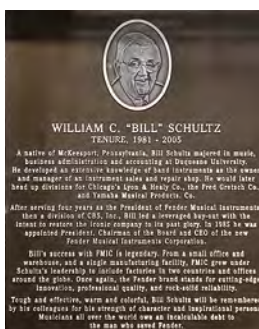 WILLIAM C. "BILL" SCHULTZ
TENURE, 1981 - 2005
A native of McKeesport, Pennsylvania, Bill Schultz majored in music,
business administration and accounting at Duquesne University.
He developed an extensive knowledge of band instruments as the owner
and manager of an instrument sales and repair shop. He would later
head up divisions for Chicago's Lyon & Healy Co., the Fred Gretsch Co.
and Yamaha Musical Products, Co.
After serving four years as the President of Fender Musical Instruments
then a division of CBS, Inc., Bill led a leveraged buy-out with the
intent to restore the iconic company to its past glory. In 1985 he was
appointed President, Chairman of the Board and CEO of the new
Fender Musical Instruments Corporation.
Bill's success with FMIC is legendary. From a small office and
warehouse, and a single manufacturing facility, FMIC grew under
Schultz's leadership to include factories in two countries and offices
around the globe. Once again, the Fender brand stands for cutting-edge
innovation, professional quality, and rock-solid reliability.
Tough and effective, warm and colorful, Bill Schultz will be remembered
by his colleagues for his strength of character and inspirational persona
Musicians all over the world owe an incalculable debt to
the man who saved Fender.